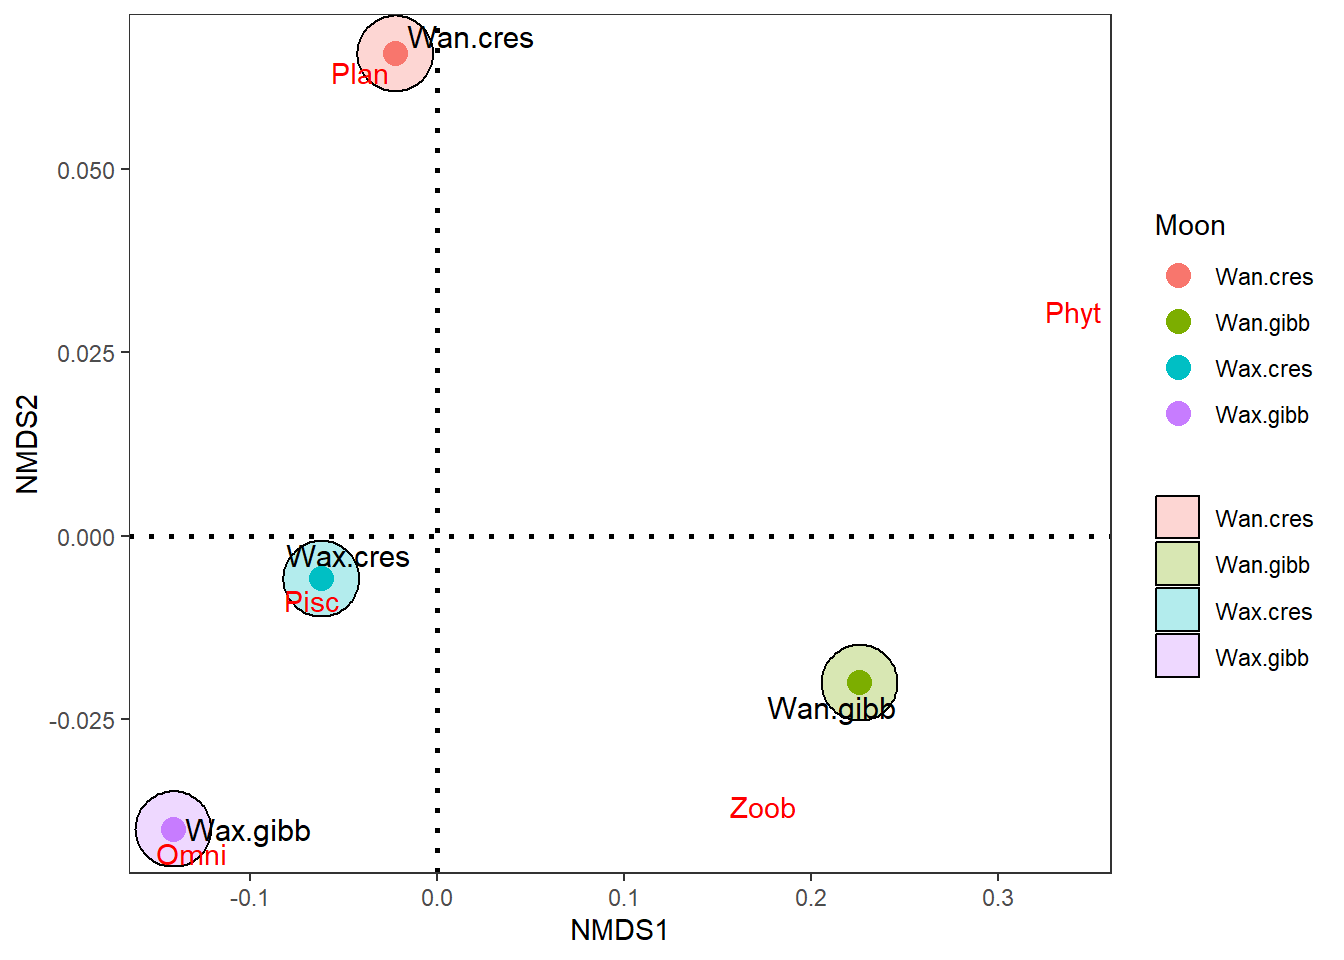 Wan.cres
Plan
0.050
Phyt
0.025
NMDS2
0.000
Wax.cres
Pisc
-0.025
Wan.gibb
Zoob
Wax.gibb
Omni
-0.1
0.0
0.1
0.2
0.3
NMDS1
Moon
Wan.cres
Wan.gibb
Wax.cres
Wax.gibb
Wan.cres
Wan.gibb
Wax.cres
Wax.gibb